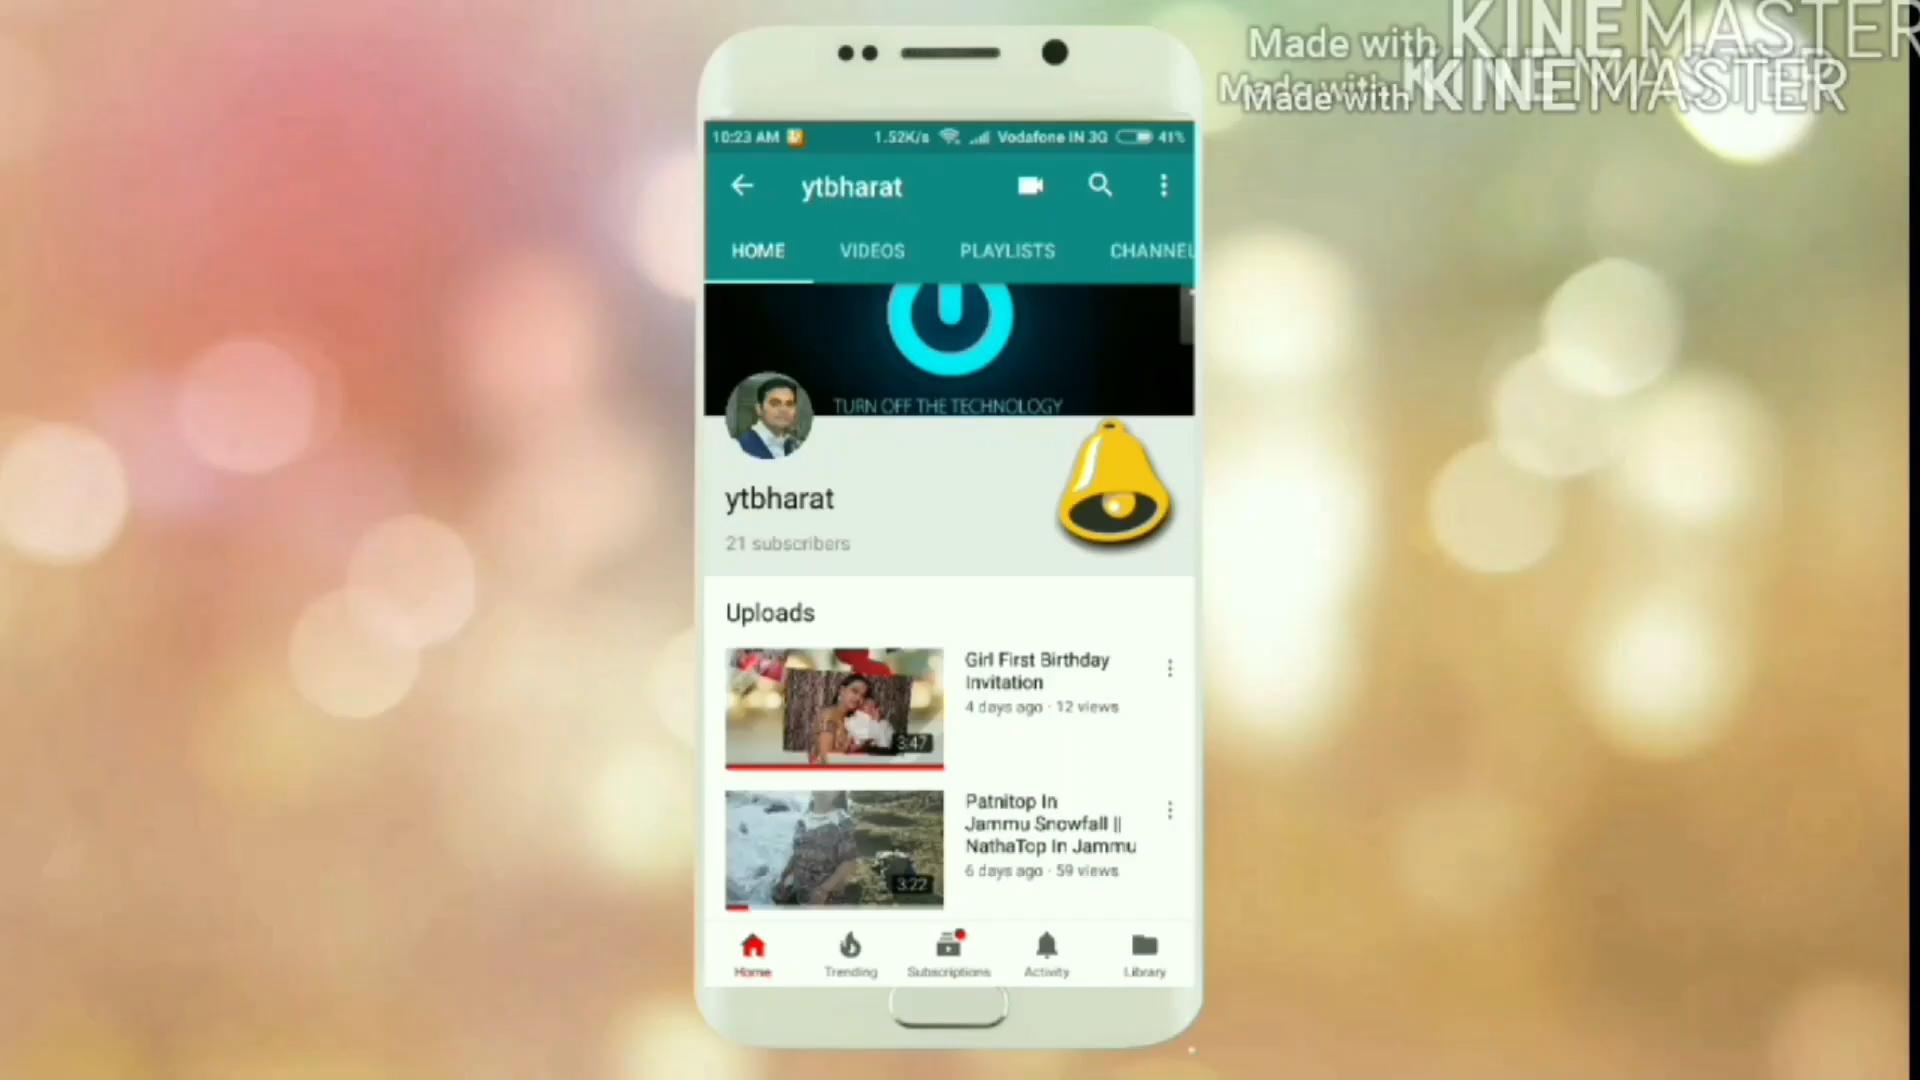 Made with KINEMASTER
Made with KINEMASTER
Made with KINEMASTER
10:23 AM 1.52K/s Vodafone IN 3G 41%
ytbharat
HOME VIDEOS PLAYLISTS CHANNEL
TURN OFF THE TECHNOLOGY
ytbharat
21 subscribers
Uploads
Girl First Birthday
Invitation
4 days ago · 12 views
3:47
Patnitop In
Jammu Snowfall ||
NathaTop In Jammu
6 days ago · 59 views
3:22
Home Trending Subscriptions Activity Library